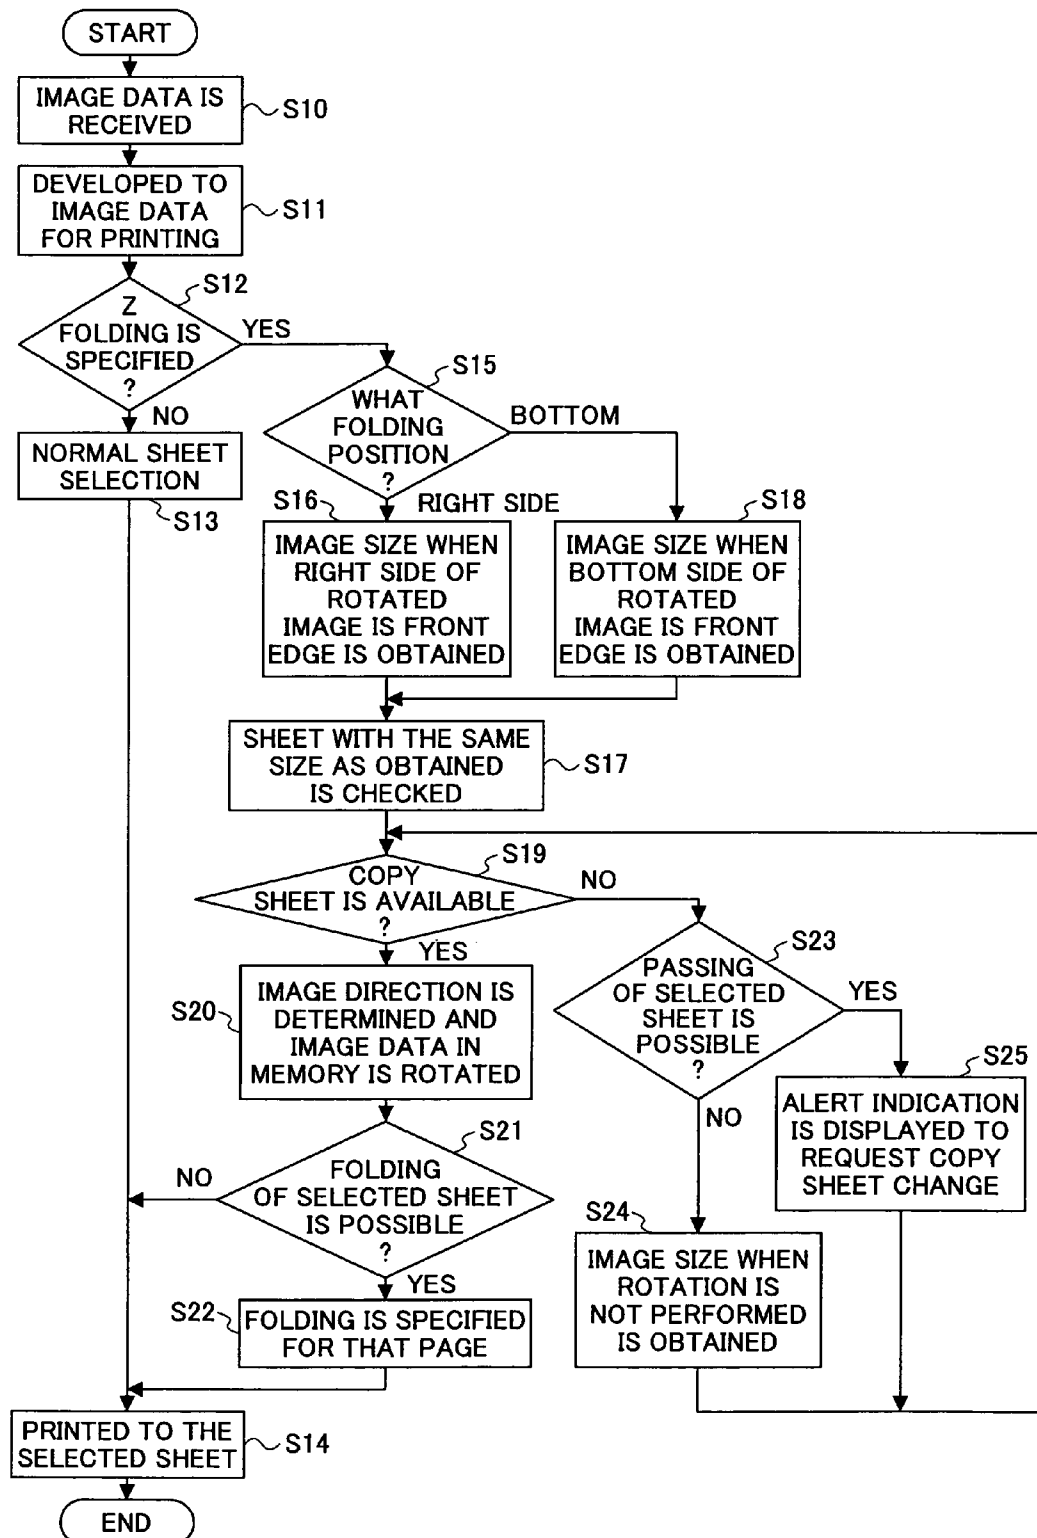 START
IMAGE DATA IS
RECEIVED
S10
DEVELOPED TO
IMAGE DATA
FOR PRINTING
S11
S12
Z
FOLDING IS
SPECIFIED
?
YES
NO
NORMAL SHEET
SELECTION
S13
S15
WHAT
FOLDING
POSITION
?
BOTTOM
RIGHT SIDE
S16
IMAGE SIZE WHEN
RIGHT SIDE OF
ROTATED
IMAGE IS FRONT
EDGE IS OBTAINED
S18
IMAGE SIZE WHEN
BOTTOM SIDE OF
ROTATED
IMAGE IS FRONT
EDGE IS OBTAINED
SHEET WITH THE SAME
SIZE AS OBTAINED
IS CHECKED
S17
S19
COPY
SHEET IS AVAILABLE
?
NO
YES
S20
IMAGE DIRECTION IS
DETERMINED AND
IMAGE DATA IN
MEMORY IS ROTATED
S23
PASSING
OF SELECTED
SHEET IS
POSSIBLE
?
YES
NO
S25
ALERT INDICATION
IS DISPLAYED TO
REQUEST COPY
SHEET CHANGE
S21
FOLDING
OF SELECTED SHEET
IS POSSIBLE
?
NO
YES
S24
IMAGE SIZE WHEN
ROTATION IS
NOT PERFORMED
IS OBTAINED
S22
FOLDING IS SPECIFIED
FOR THAT PAGE
PRINTED TO THE
SELECTED SHEET
S14
END